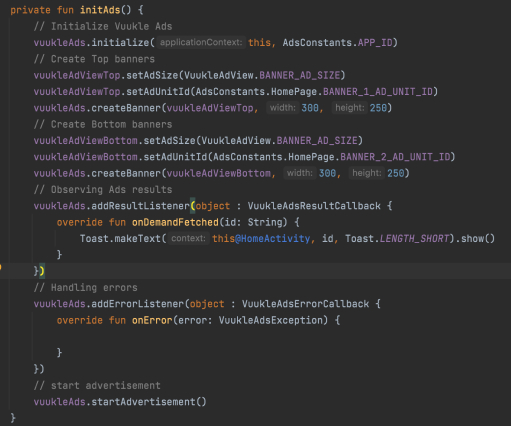 private fun initAds() {
// Initialize Vuukle Ads
vuukleAds.initialize( applicationContext: this, AdsConstants.APP_ID)
// Create Top banners
vuukleAdViewTop.setAdSize(VuukleAdView.BANNER_AD_SIZE)
vuukleAdViewTop.setAdUnitId(AdsConstants.HomePage.BANNER_1_AD_UNIT_ID)
vuukleAds.createBanner(vuukleAdViewTop, width: 300, height: 250)
// Create Bottom banners
vuukleAdViewBottom.setAdSize(VuukleAdView.BANNER_AD_SIZE)
vuukleAdViewBottom.setAdUnitId(AdsConstants.HomePage.BANNER_2_AD_UNIT_ID)
vuukleAds.createBanner(vuukleAdViewBottom, width: 300, height: 250)
// Observing Ads results
vuukleAds.addResultListener(object : VuukleAdsResultCallback {
override fun onDemandFetched(id: String) {
Toast.makeText( context: this@HomeActivity, id, Toast.LENGTH_SHORT).show()
}
})
// Handling errors
vuukleAds.addErrorListener(object : VuukleAdsErrorCallback {
override fun onError(error: VuukleAdsException) {
}
})
// start advertisement
vuukleAds.startAdvertisement()
}